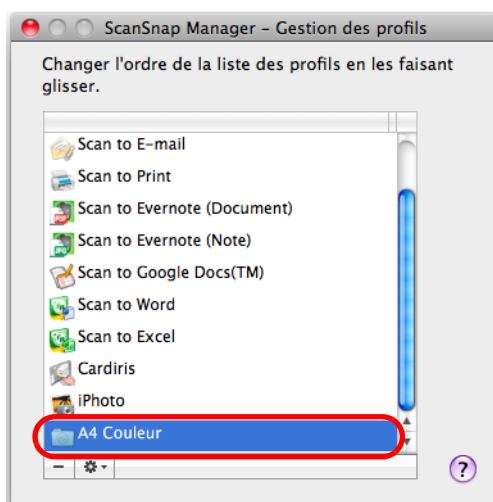 ScanSnap Manager – Gestion des profils
Changer l'ordre de la liste des profils en les faisant
glisser.
Scan to E-mail
Scan to Print
Scan to Evernote (Document)
Scan to Evernote (Note)
Scan to Google Docs(TM)
Scan to Word
Scan to Excel
Cardiris
iPhoto
A4 Couleur
?